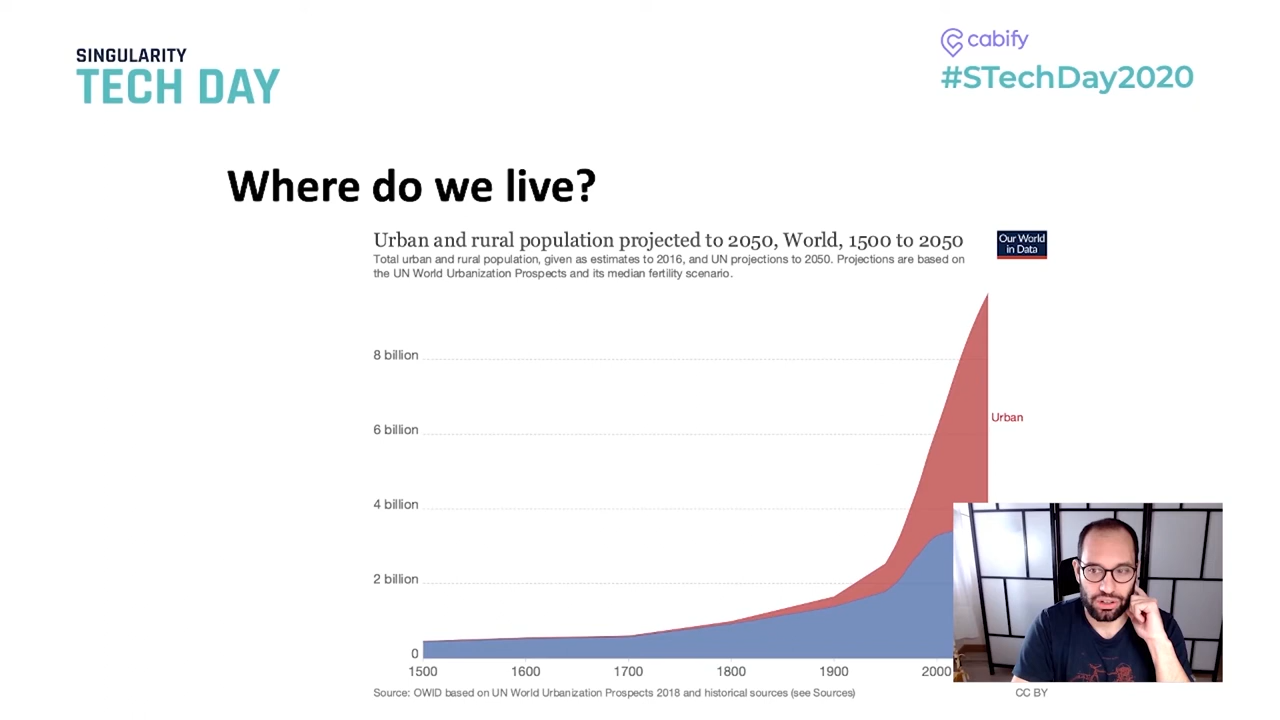 SINGULARITY
TECH DAY
cabify
#STechDay2020
Where do we live?
Urban and rural population projected to 2050, World, 1500 to 2050
Our World
in Data
Total urban and rural population, given as estimates to 2016, and UN projections to 2050. Projections are based on
the UN World Urbanization Prospects and its median fertility scenario.
8 billion
6 billion
Urban
4 billion
2 billion
0
1500
1600
1700
1800
1900
2000
Source: OWID based on UN World Urbanization Prospects 2018 and historical sources (see Sources)
CC BY